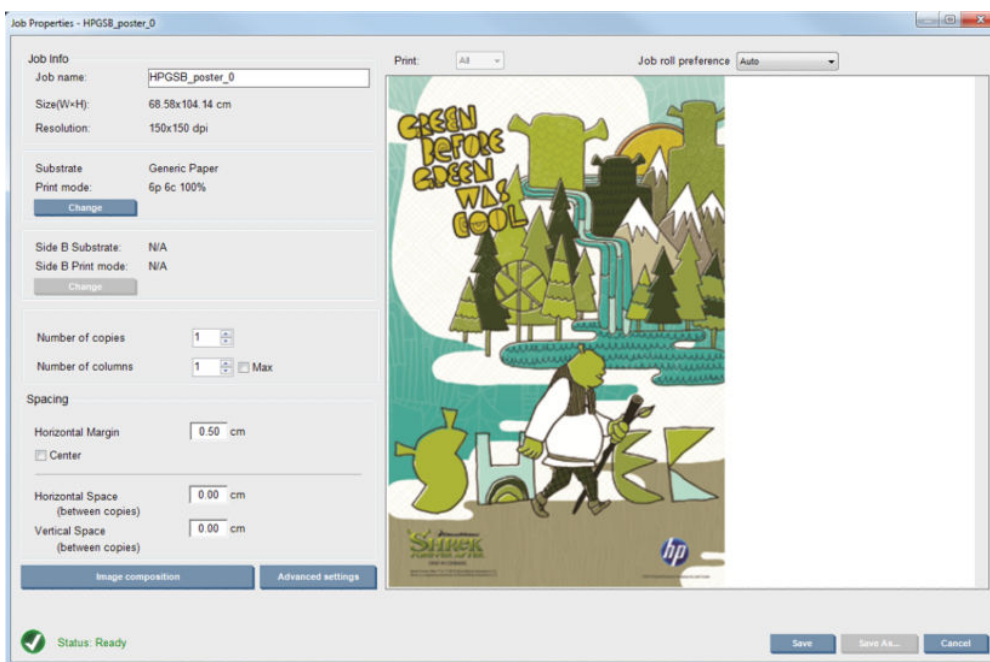 Job Properties - HPGSB_poster_0
Job Info
Job name: HPGSB_poster_0
Size(W×H): 68.58x104.14 cm
Resolution: 150x150 dpi
Substrate Generic Paper
Print mode: 6p 6c 100%
Change
Side B Substrate: N/A
Side B Print mode: N/A
Change
Number of copies 1
Number of columns 1 Max
Spacing
Horizontal Margin 0.50 cm
Center
Horizontal Space 0.00 cm
(between copies)
Vertical Space 0.00 cm
(between copies)
Image composition Advanced settings
Print: All Job roll preference Auto
GREEN
BEFORE
GREEN
WAS
COOL
SHREK
SHREK
FOREVER AFTER
hp
Status: Ready
Save Save As... Cancel